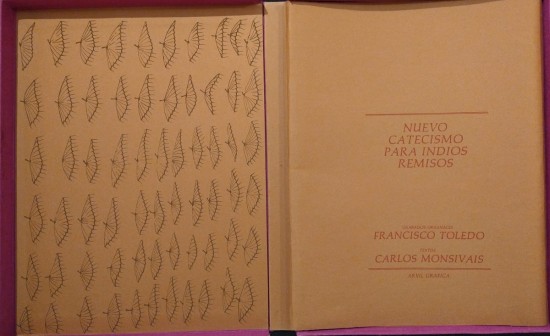 NUEVO
CATECISMO
PARA INDIOS
REMISOS
FRANCISCO TOLEDO
CARLOS MONSIVAIS